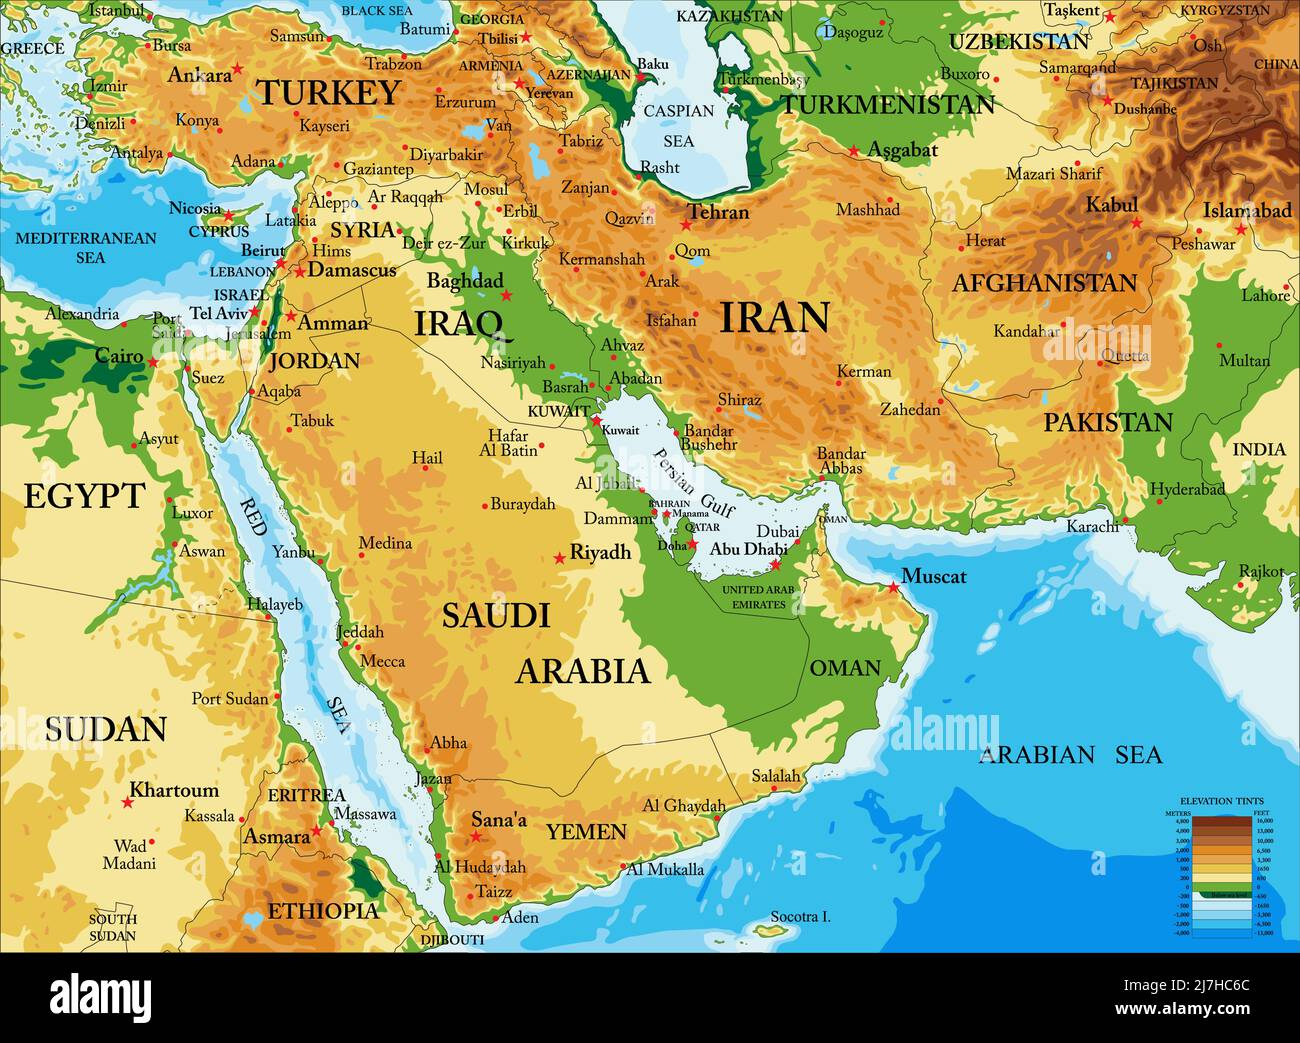 Istanbul
BLACK SEA
GEORGIA
KAZAKHSTAN
Taşkent
KYRGYZSTAN
GREECE
Bursa
Samsun
Batumi
Tbilisi
Daşoguz
UZBEKISTAN
Osh
Ankara
Trabzon
ARMENIA
AZERNAIJAN
Baku
Türkmenbaşy
Buxoro
Samarqand
CHINA
TAJIKISTAN
Izmir
TURKEY
Erzurum
Yerevan
CASPIAN
SEA
TURKMENISTAN
Dushanbe
Denizli
Konya
Kayseri
Van
Tabriz
Aşgabat
Antalya
Adana
Gaziantep
Diyarbakir
Rasht
Mazari Sharif
Nicosia
CYPRUS
Latakia
Aleppo
Ar Raqqah
Mosul
Erbil
Zanjan
Qazvin
Tehran
Mashhad
Kabul
Islamabad
MEDITERRANEAN
SEA
SYRIA
Beirut
Hims
Deir ez-Zur
Kirkuk
Kermanshah
Qom
Herat
Peshawar
LEBANON
Damascus
Baghdad
Arak
AFGHANISTAN
Lahore
ISRAEL
Alexandria
Port
Said
Tel Aviv
Jerusalem
Amman
IRAQ
Isfahan
IRAN
Kandahar
Cairo
Suez
JORDAN
Aqaba
Nasiriyah
Ahvaz
Basrah
Abadan
Kerman
Quetta
Multan
Tabuk
KUWAIT
Kuwait
Shiraz
Zahedan
PAKISTAN
Asyut
Hail
Hafar
Al Batin
Bandar
Bushehr
Bandar
Abbas
INDIA
EGYPT
Luxor
RED
SEA
Buraydah
Al Jubail
Persian Gulf
BAHRAIN
Manama
Dammam
QATAR
Doha
Dubai
OMAN
Abu Dhabi
Hyderabad
Karachi
Aswan
Yanbu
Medina
Riyadh
UNITED ARAB
EMIRATES
Muscat
Rajkot
Halayeb
SAUDI
ARABIA
Jeddah
Mecca
OMAN
Port Sudan
SUDAN
Abha
Jazan
Salalah
ARABIAN SEA
Khartoum
Kassala
ERITREA
Massawa
Asmara
Sana'a
YEMEN
Al Ghaydah
Wad
Madani
Al Hudaydah
Taizz
Al Mukalla
SOUTH
SUDAN
ETHIOPIA
Aden
DJIBOUTI
Socotra I.
ELEVATION TINTS
METERS
FEET
alamy
Image ID: 2J7HC6C
www.alamy.com